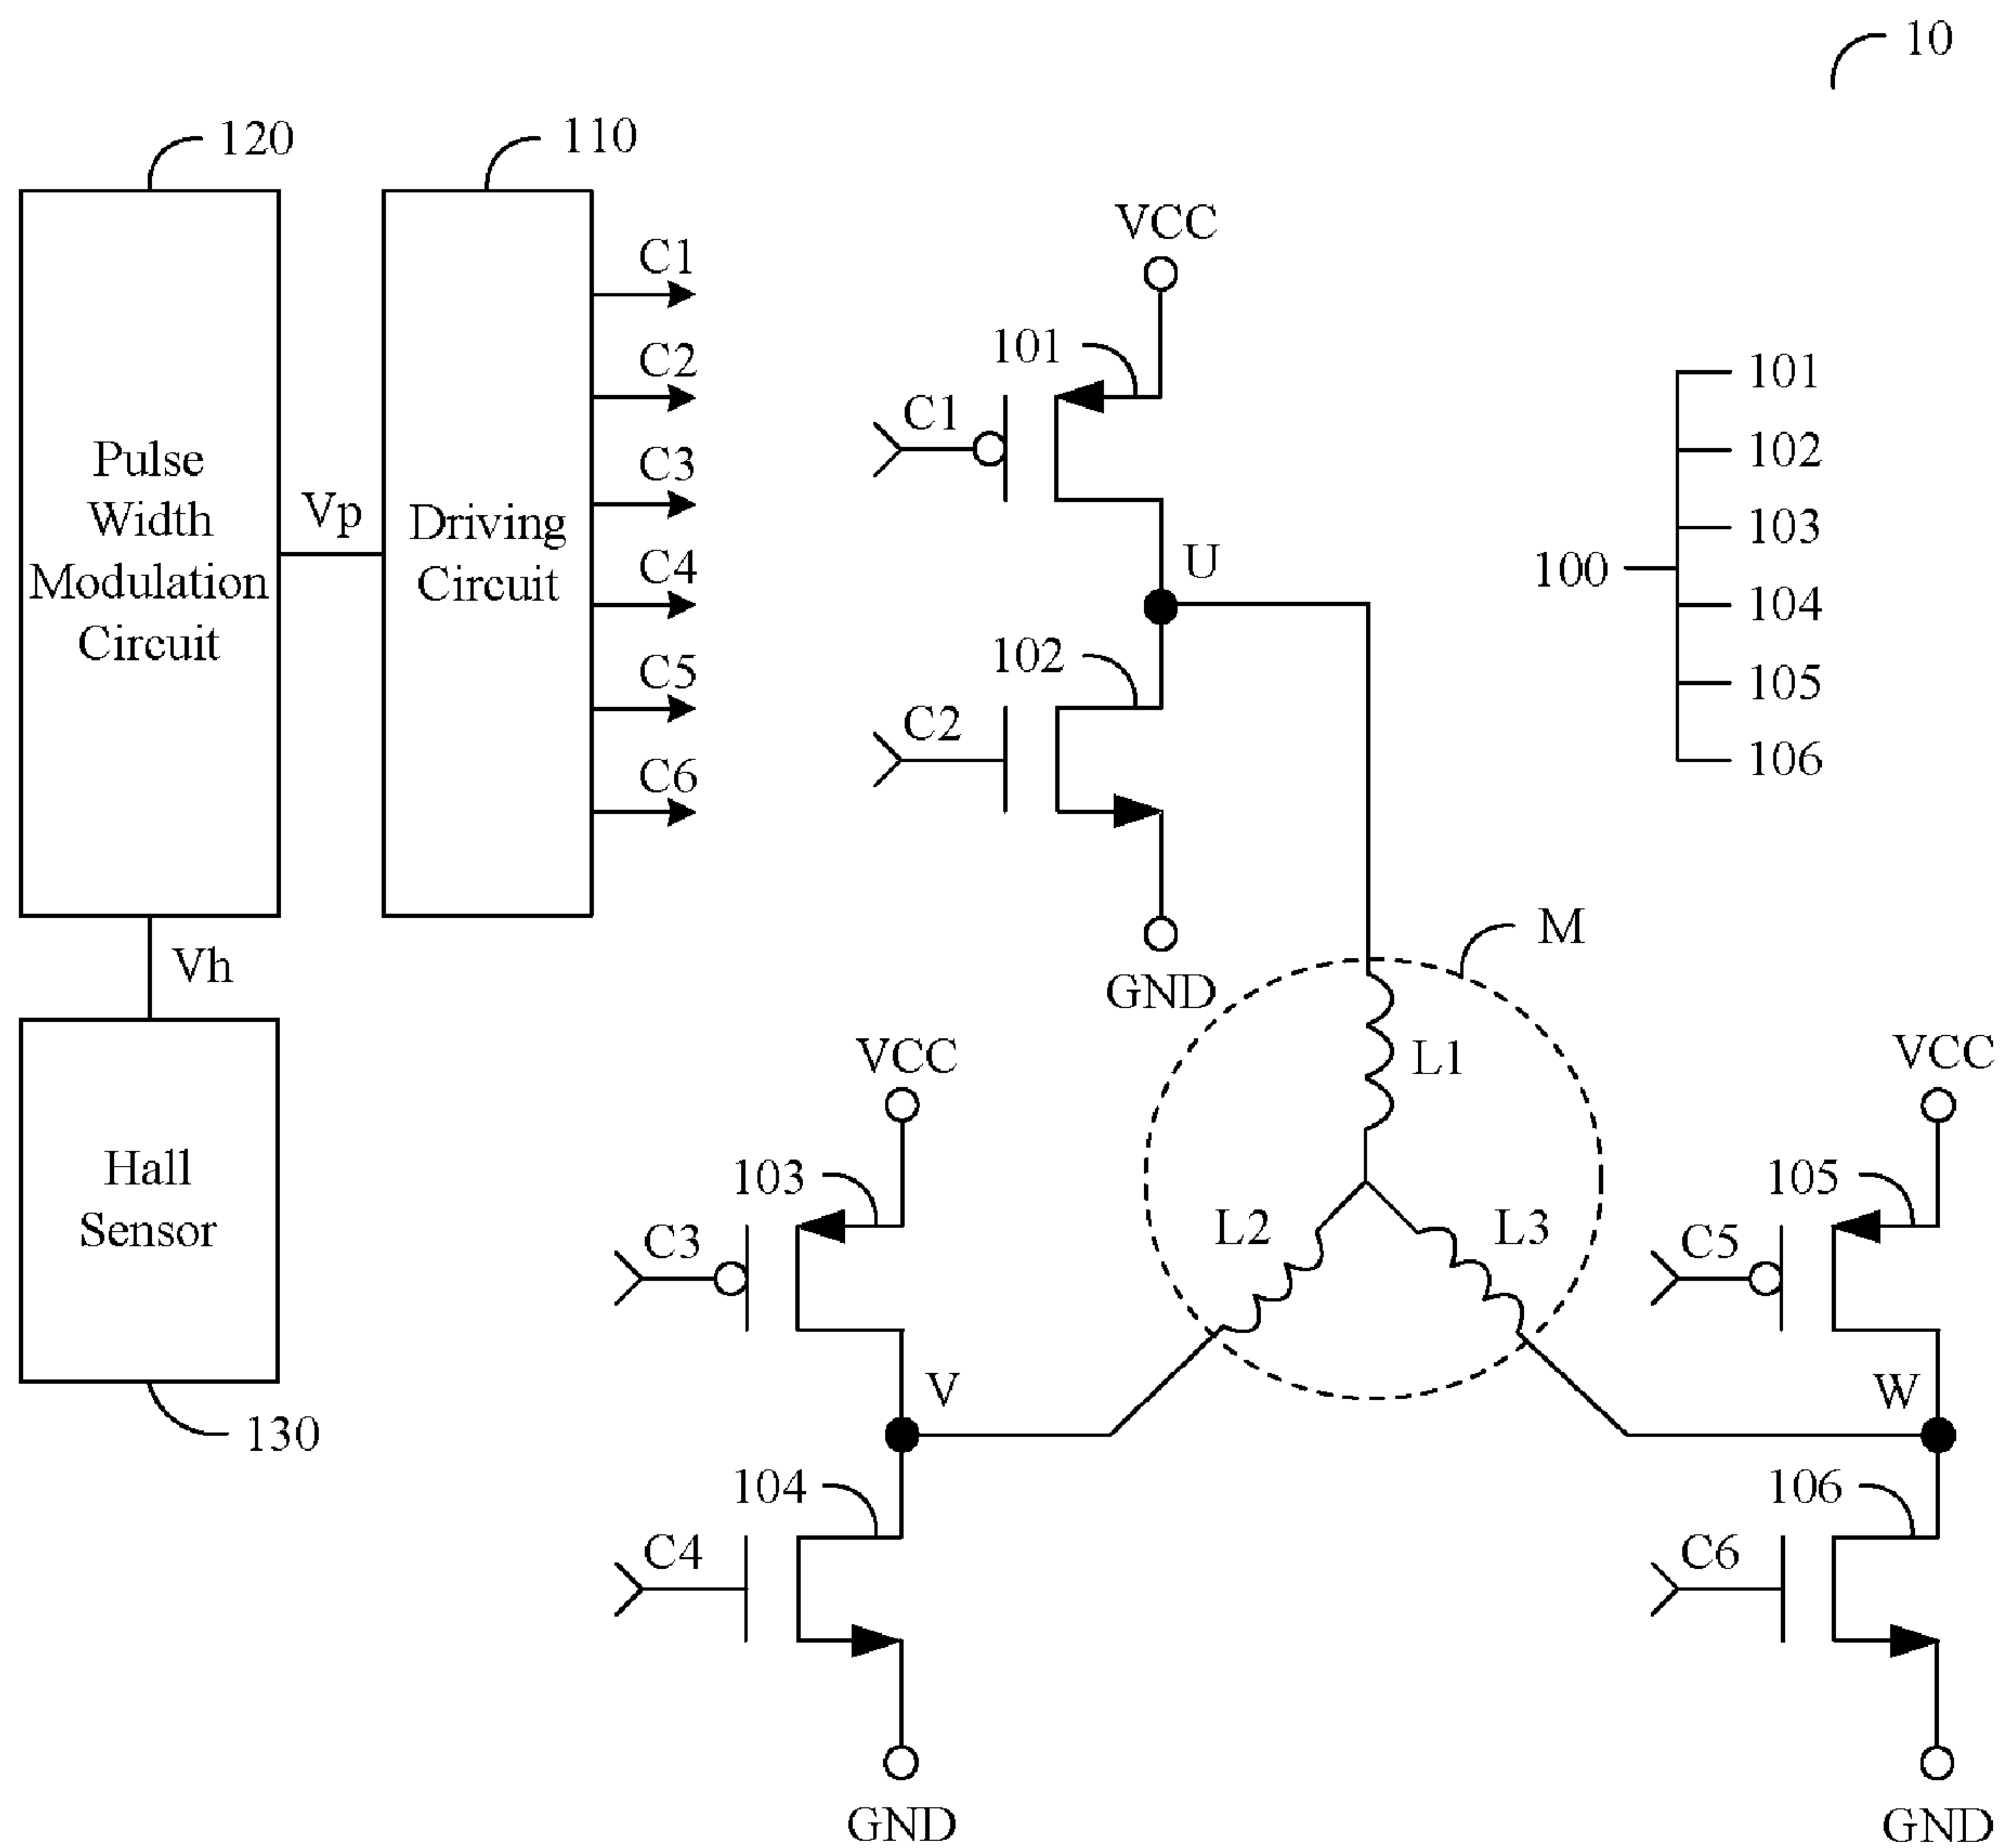 10
120
110
Pulse
Width
Modulation
Circuit
Vp
Driving
Circuit
C1
C2
C3
C4
C5
C6
Vh
Hall
Sensor
130
VCC
101
C1
U
102
C2
GND
100
101
102
103
104
105
106
M
L1
L2
L3
VCC
103
C3
V
104
C4
GND
VCC
105
C5
W
106
C6
GND